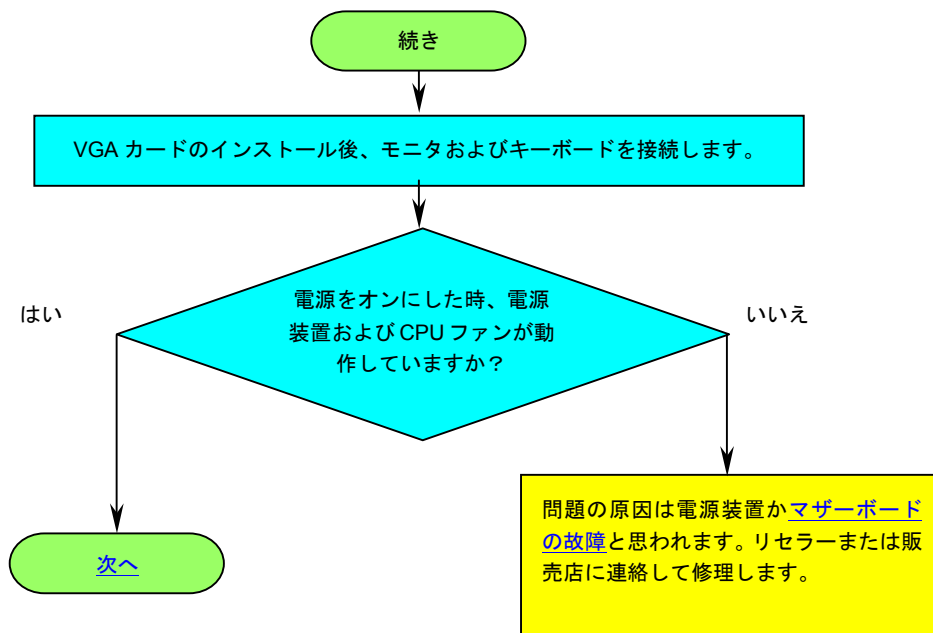 続き
VGA カードのインストール後、モニタおよびキーボードを接続します。
電源をオンにした時、電源
装置および CPU ファンが動
作していますか？
はい
いいえ
問題の原因は電源装置かマザーボード
の故障と思われます。リセラーまたは販
売店に連絡して修理します。
次へ